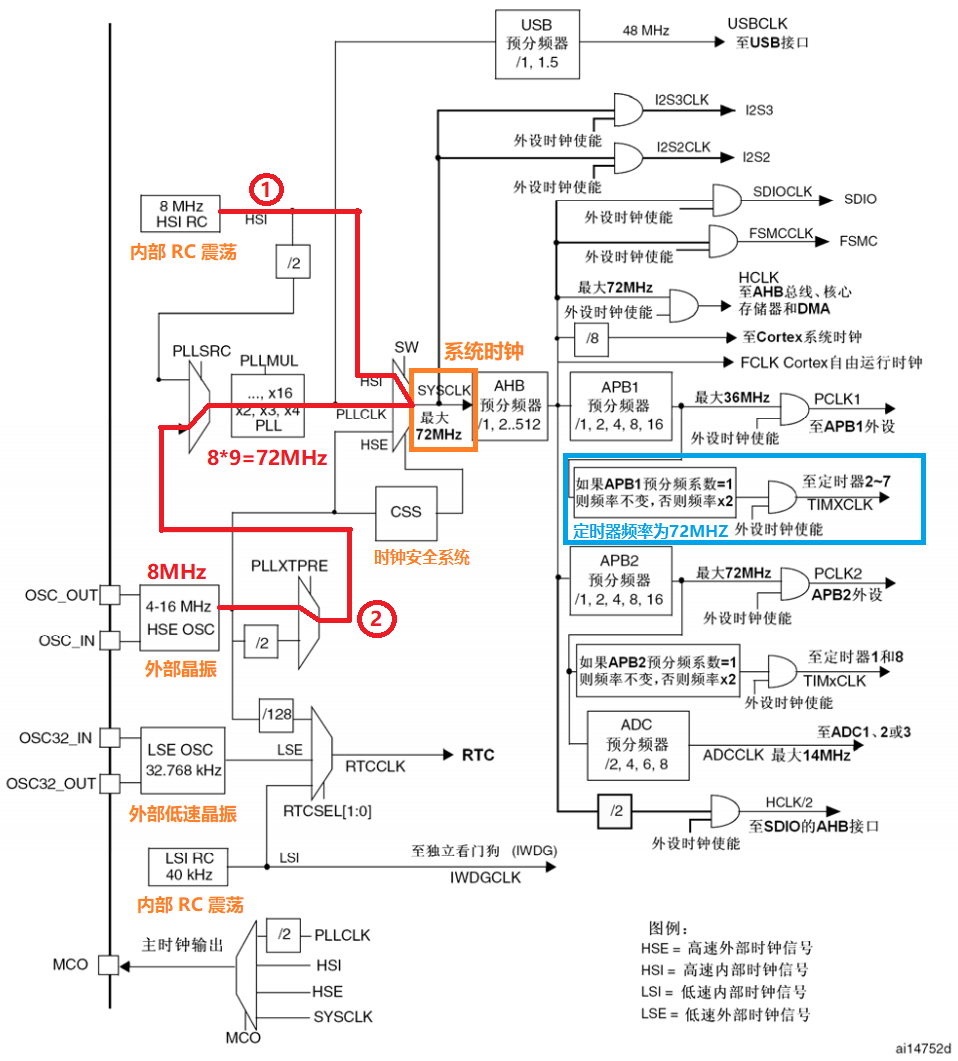 USB
预分频器
/1, 1.5
48 MHz
USBCLK
至USB接口
I2S3CLK
I2S3
外设时钟使能
I2S2CLK
I2S2
外设时钟使能
SDIOCLK
SDIO
外设时钟使能
FSMCCLK
FSMC
外设时钟使能
①
8 MHz
HSI RC
HSI
内部 RC 震荡
/2
最大72MHz
外设时钟使能
HCLK
至AHB总线、核心
存储器和DMA
/8
至Cortex系统时钟
FCLK Cortex自由运行时钟
PLLSRC
PLLMUL
..., x16
x2, x3, x4
PLL
8*9=72MHz
SW
HSI
PLLCLK
HSE
系统时钟
SYSCLK
最大
72MHz
AHB
预分频器
/1, 2..512
APB1
预分频器
/1, 2, 4, 8, 16
最大36MHz
外设时钟使能
PCLK1
至APB1外设
如果APB1预分频系数=1
则频率不变，否则频率x2
定时器频率为72MHZ
至定时器2~7
TIMXCLK
外设时钟使能
CSS
时钟安全系统
APB2
预分频器
/1, 2, 4, 8, 16
最大72MHz
外设时钟使能
PCLK2
APB2外设
如果APB2预分频系数=1
则频率不变，否则频率x2
至定时器1和8
TIMxCLK
外设时钟使能
ADC
预分频器
/2, 4, 6, 8
至ADC1、2或3
ADCCLK 最大14MHz
/2
HCLK/2
至SDIO的AHB接口
外设时钟使能
8MHz
PLLXTPRE
②
OSC_OUT
OSC_IN
4-16 MHz
HSE OSC
/2
外部晶振
/128
OSC32_IN
OSC32_OUT
LSE OSC
32.768 kHz
LSE
外部低速晶振
RTCCLK
RTC
RTCSEL[1:0]
LSI RC
40 kHz
LSI
至独立看门狗 (IWDG)
IWDGCLK
内部 RC 震荡
MCO
主时钟输出
/2
PLLCLK
HSI
HSE
SYSCLK
MCO
图例：
HSE = 高速外部时钟信号
HSI = 高速内部时钟信号
LSI = 低速内部时钟信号
LSE = 低速外部时钟信号
ai14752d